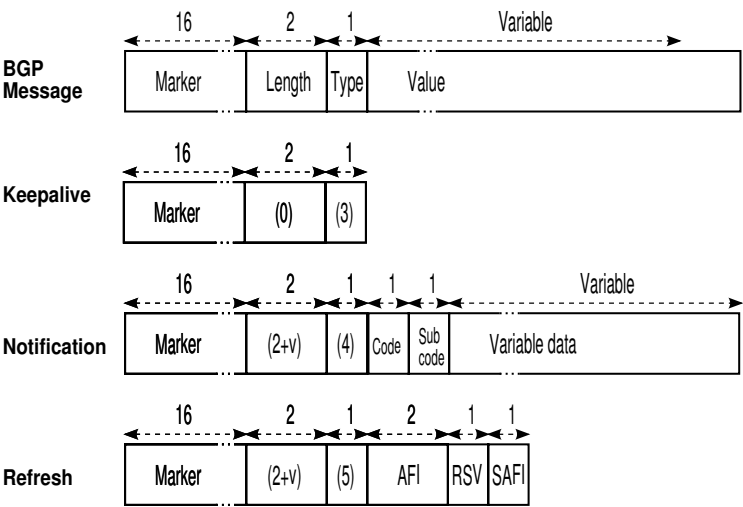 16 2 1 Variable
BGP
Message
Marker Length Type Value
16 2 1
Keepalive
Marker (0) (3)
16 2 1 1 1 Variable
Notification
Marker (2+v) (4) Code Sub
code
Variable data
16 2 1 2 1 1
Refresh
Marker (2+v) (5) AFI RSV SAFI